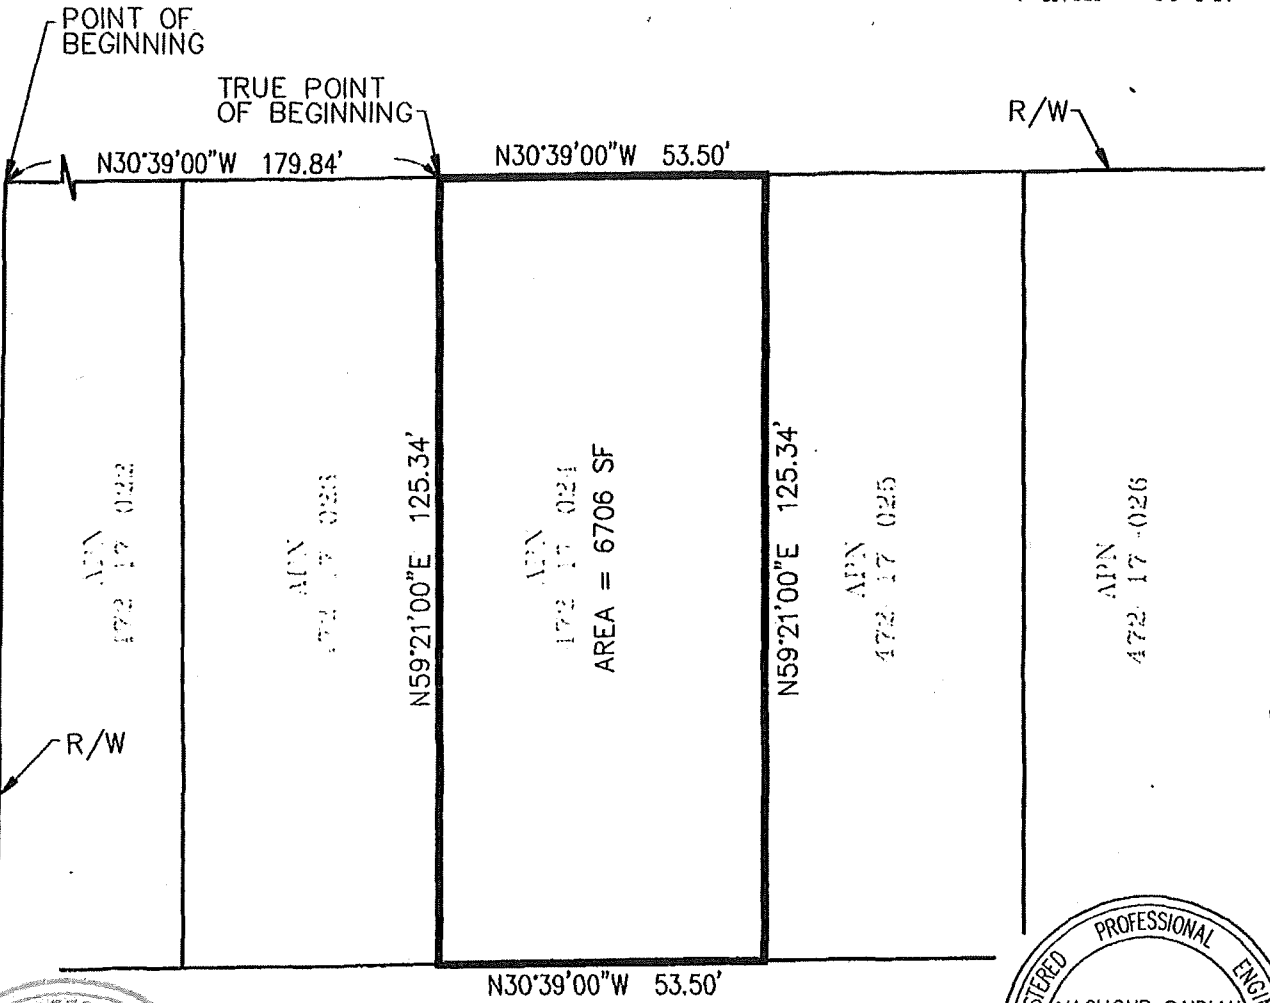 POINT OF
BEGINNING
TRUE POINT
OF BEGINNING
R/W
N30°39'00"W 179.84'
N30°39'00"W 53.50'
APN
472 17 022
APN
17 023
N59°21'00"E 125.34'
APN
472 17 024
AREA = 6706 SF
N59°21'00"E 125.34'
APN
472 17 025
APN
472 17 026
R/W
N30°39'00"W 53.50'
PROFESSIONAL